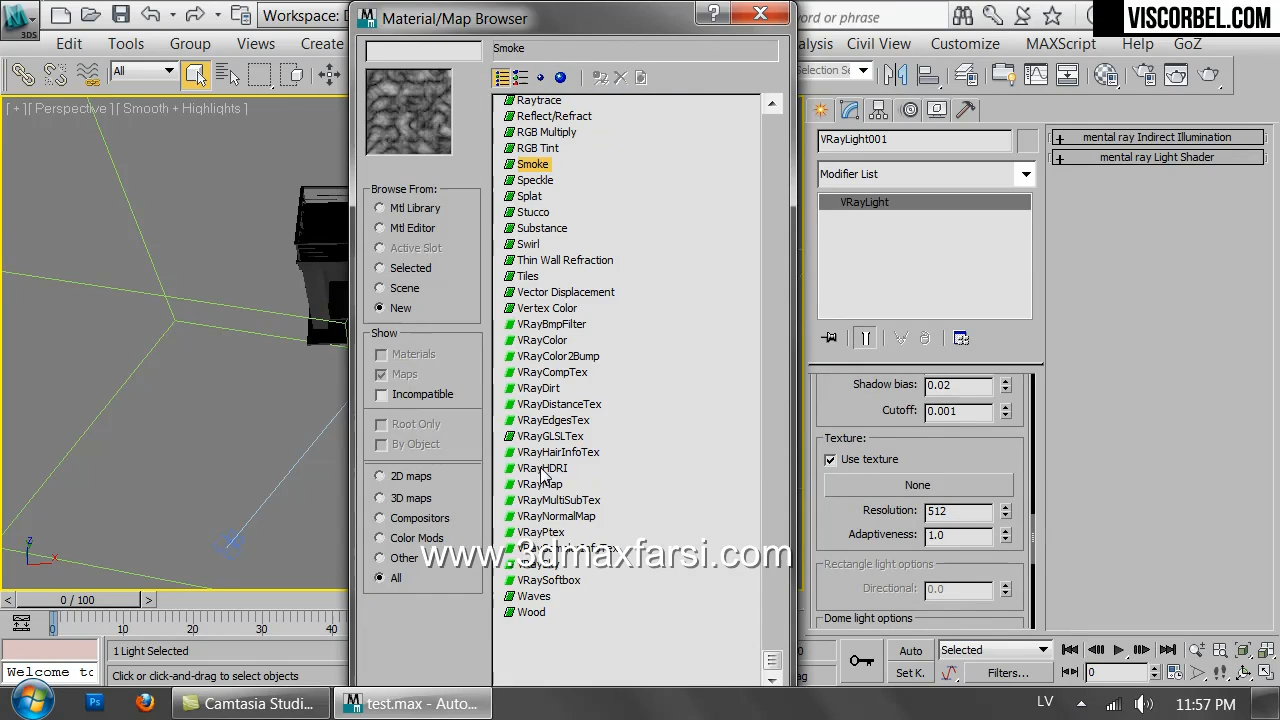 3DS
Workspace:
or phrase
VISCORBEL.COM
Edit
Tools
Group
Views
Create
alysis
Civil View
Customize
MAXScript
Help
GoZ
All
Selection Se
[ + ][ Perspective ][ Smooth + Highlights ]
Material/Map Browser
Smoke
Browse From:
Mtl Library
Mtl Editor
Active Slot
Selected
Scene
New
Show
Materials
Maps
Incompatible
Root Only
By Object
2D maps
3D maps
Compositors
Color Mods
Other
All
Raytrace
Reflect/Refract
RGB Multiply
RGB Tint
Smoke
Speckle
Splat
Stucco
Substance
Swirl
Thin Wall Refraction
Tiles
Vector Displacement
Vertex Color
VRayBmpFilter
VRayColor
VRayColor2Bump
VRayCompTex
VRayDirt
VRayDistanceTex
VRayEdgesTex
VRayGLSLTex
VRayHairInfoTex
VRayHDRI
VRayMap
VRayMultiSubTex
VRayNormalMap
VRayPtex
VRaySoftbox
Waves
Wood
www.3dmaxfarsi.com
VRayLight001
Modifier List
VRayLight
mental ray Indirect Illumination
mental ray Light Shader
Shadow bias: 0.02
Cutoff: 0.001
Texture:
Use texture
None
Resolution: 512
Adaptiveness: 1.0
Rectangle light options
Directional: 0.0
Dome light options
z
x
< 0 / 100 >
0 10 20 30 40
Welcome to
1 Light Selected
Click or click-and-drag to select objects
Auto
Selected
Set K.
Filters...
0
Camtasia Studi...
test.max - Auto...
LV
11:57 PM